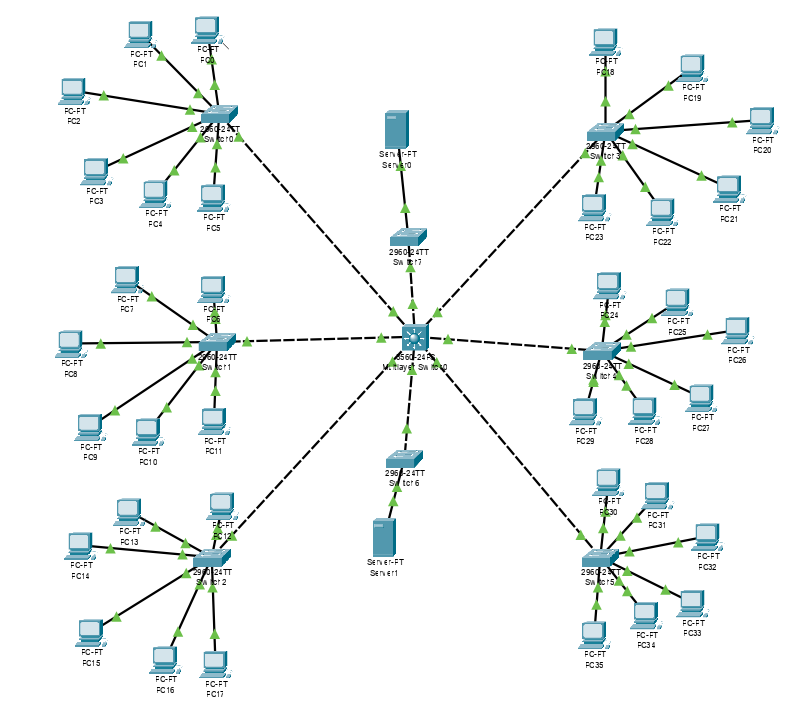 PC-PT
PC1
PC-PT
PC0
PC-PT
PC2
2960-24TT
Switch0
PC-PT
PC3
PC-PT
PC4
PC-PT
PC5
Server-PT
Server0
2960-24TT
Switch7
PC-PT
PC18
PC-PT
PC19
PC-PT
PC20
2960-24TT
Switch3
PC-PT
PC21
PC-PT
PC22
PC-PT
PC23
PC-PT
PC7
PC-PT
PC6
PC-PT
PC8
2960-24TT
Switch1
PC-PT
PC9
PC-PT
PC10
PC-PT
PC11
3560-24PS
Multilayer Switch0
PC-PT
PC24
PC-PT
PC25
PC-PT
PC26
2960-24TT
Switch4
PC-PT
PC27
PC-PT
PC28
PC-PT
PC29
2960-24TT
Switch6
Server-PT
Server1
PC-PT
PC13
PC-PT
PC12
PC-PT
PC14
2960-24TT
Switch2
PC-PT
PC15
PC-PT
PC16
PC-PT
PC17
PC-PT
PC30
PC-PT
PC31
PC-PT
PC32
2960-24TT
Switch5
PC-PT
PC33
PC-PT
PC34
PC-PT
PC35